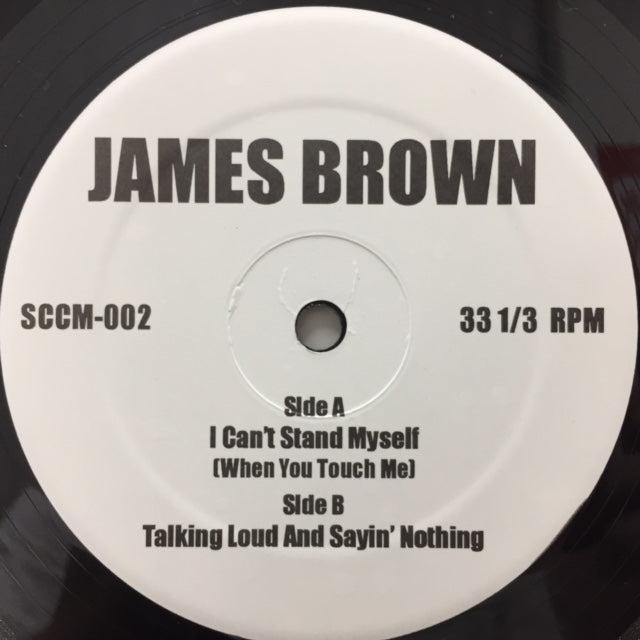 JAMES BROWN
SCCM-002
33 1/3 RPM
SIde A
I Can't Stand Myself
(When You Touch Me)
SIde B
Talking Loud And Sayin' Nothing